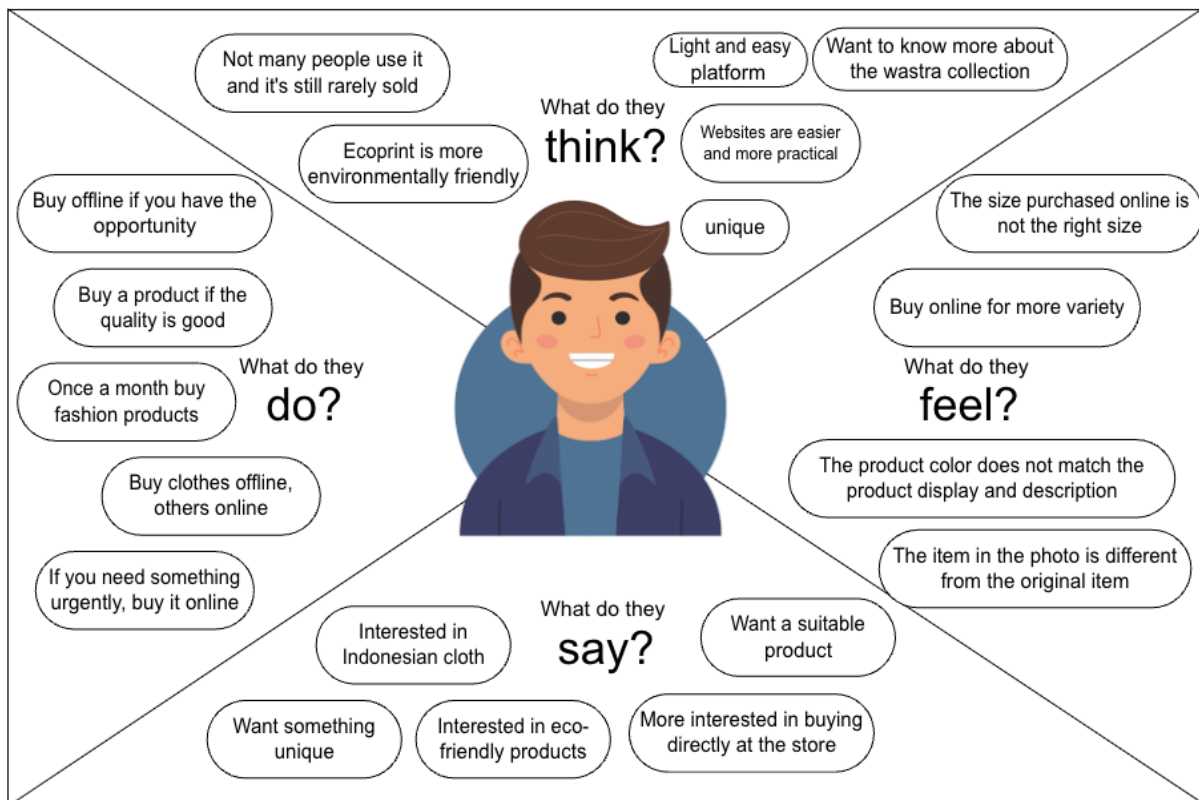 Not many people use it
and it's still rarely sold
Ecoprint is more
environmentally friendly
What do they
think?
Light and easy
platform
Want to know more about
the wastra collection
Websites are easier
and more practical
unique
Buy offline if you have the
opportunity
Buy a product if the
quality is good
Once a month buy
fashion products
What do they
do?
Buy clothes offline,
others online
If you need something
urgently, buy it online
The size purchased online is
not the right size
Buy online for more variety
What do they
feel?
The product color does not match the
product display and description
The item in the photo is different
from the original item
What do they
say?
Interested in
Indonesian cloth
Want a suitable
product
Want something
unique
Interested in eco-
friendly products
More interested in buying
directly at the store